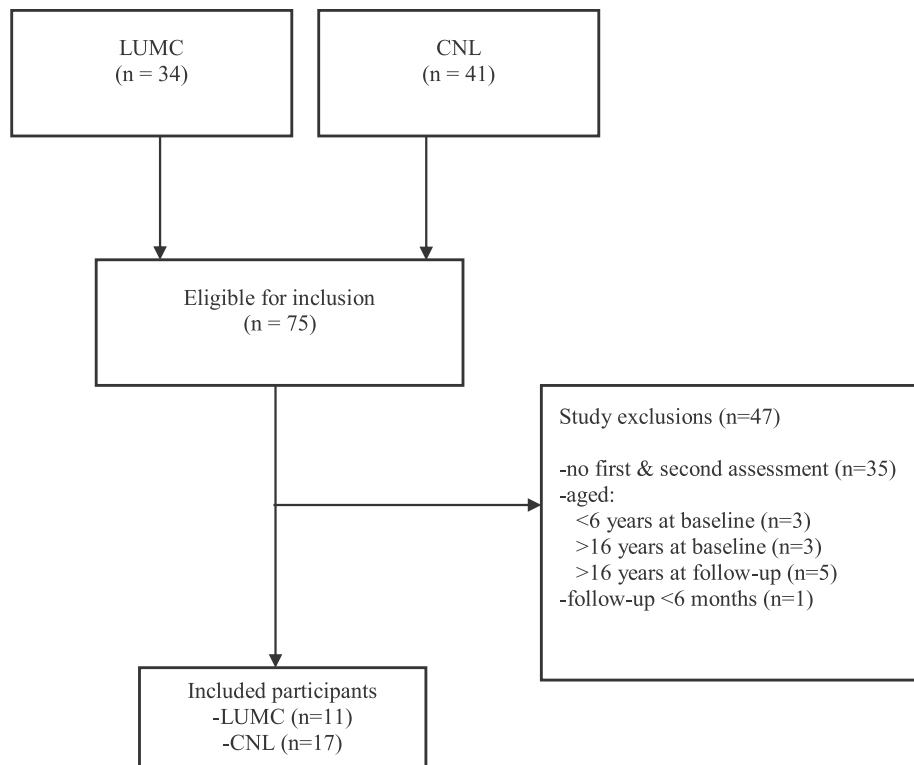 LUMC
(n = 34)
CNL
(n = 41)
Eligible for inclusion
(n = 75)
Study exclusions (n=47)
-no first & second assessment (n=35)
-aged:
<6 years at baseline (n=3)
>16 years at baseline (n=3)
>16 years at follow-up (n=5)
-follow-up <6 months (n=1)
Included participants
-LUMC (n=11)
-CNL (n=17)